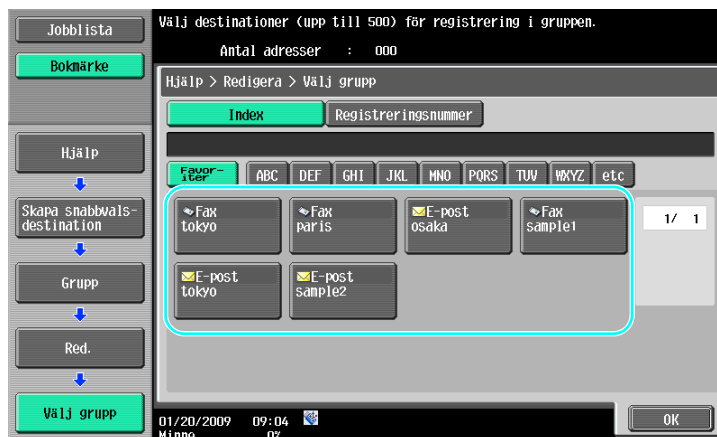 Jobblista
Bokmärke
Hjälp
Skapa snabbvals-
destination
Grupp
Red.
Välj grupp
Välj destinationer (upp till 500) för registrering i gruppen.
Antal adresser : 000
Hjälp > Redigera > Välj grupp
Index
Registreringsnummer
Favor-
iter
ABC DEF GHI JKL MNO PQRS TUV WXYZ etc
Fax
tokyo
Fax
paris
E-post
osaka
Fax
sample1
E-post
tokyo
E-post
sample2
1/ 1
01/20/2009 09:04
Minne 0%
OK